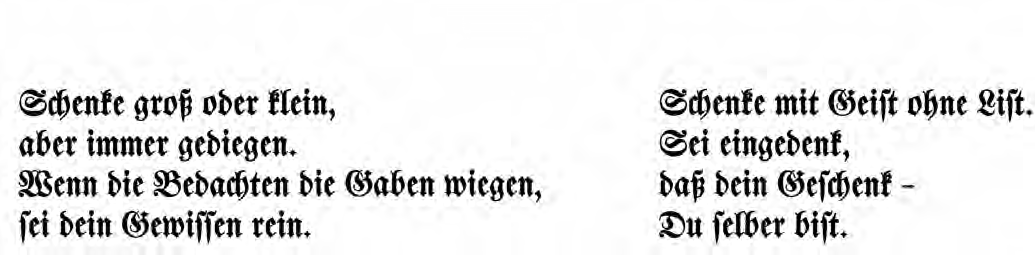 Schenke groß oder klein,
aber immer gediegen.
Wenn die Bedachten die Gaben wiegen,
sei dein Gewissen rein.
Schenke mit Geist ohne List.
Sei eingedenk,
daß dein Geschenk –
Du selber bist.